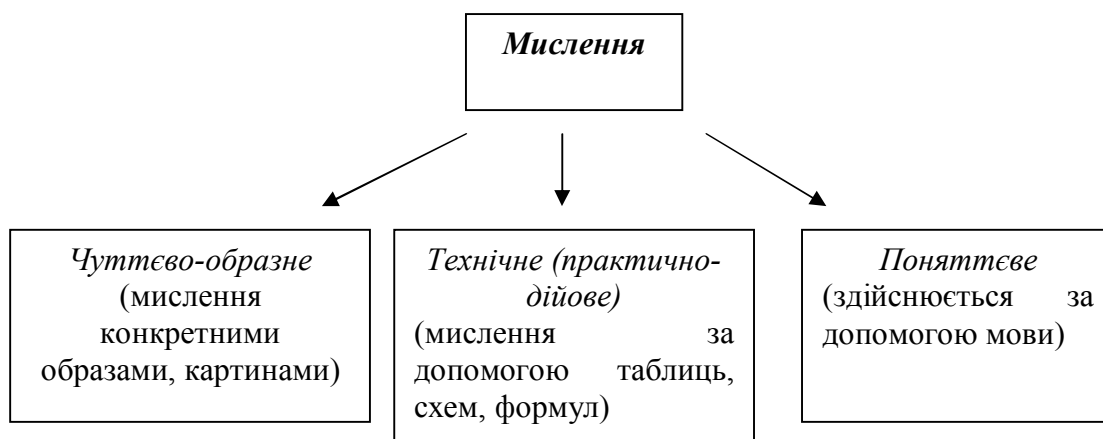 Мислення
Чуттєво-образне
(мислення
конкретними
образами, картинами)
Технічне (практично-
дійове)
(мислення за
допомогою таблиць,
схем, формул)
Поняттєве
(здійснюється за
допомогою мови)